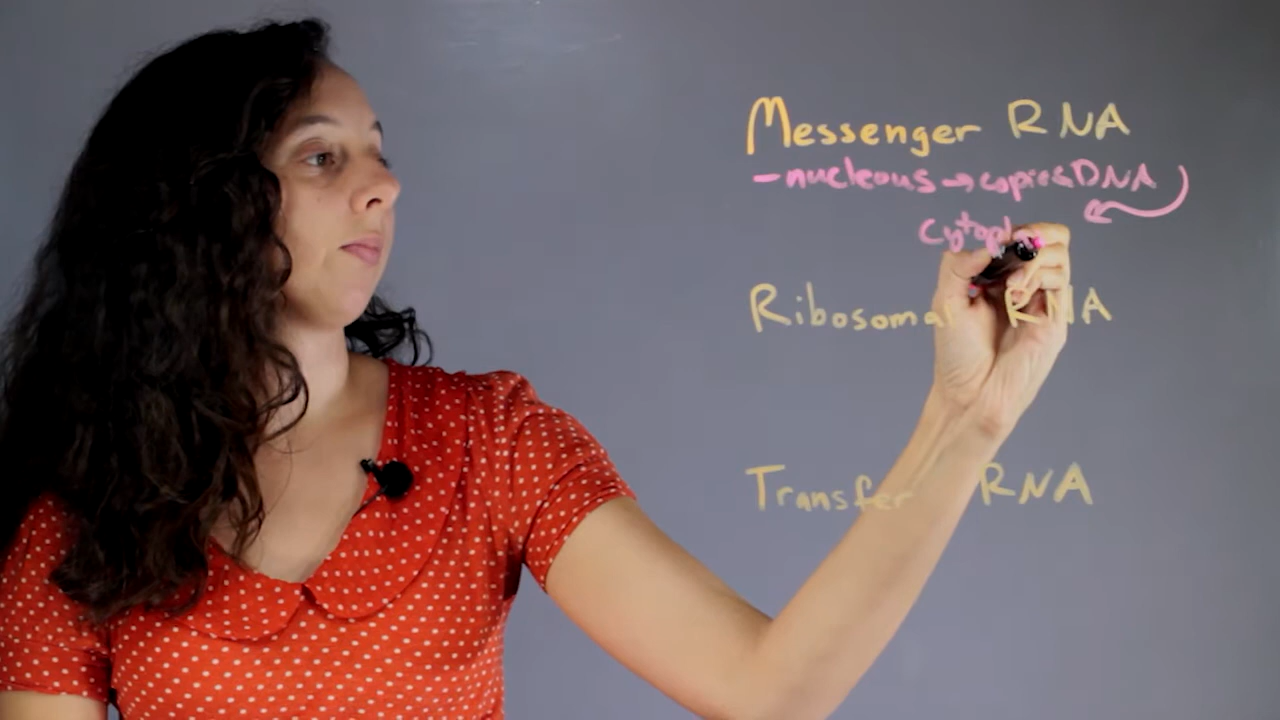 Messenger RNA
- nucleous → copies DNA
cytopl
Ribosomal RNA
Transfer RNA